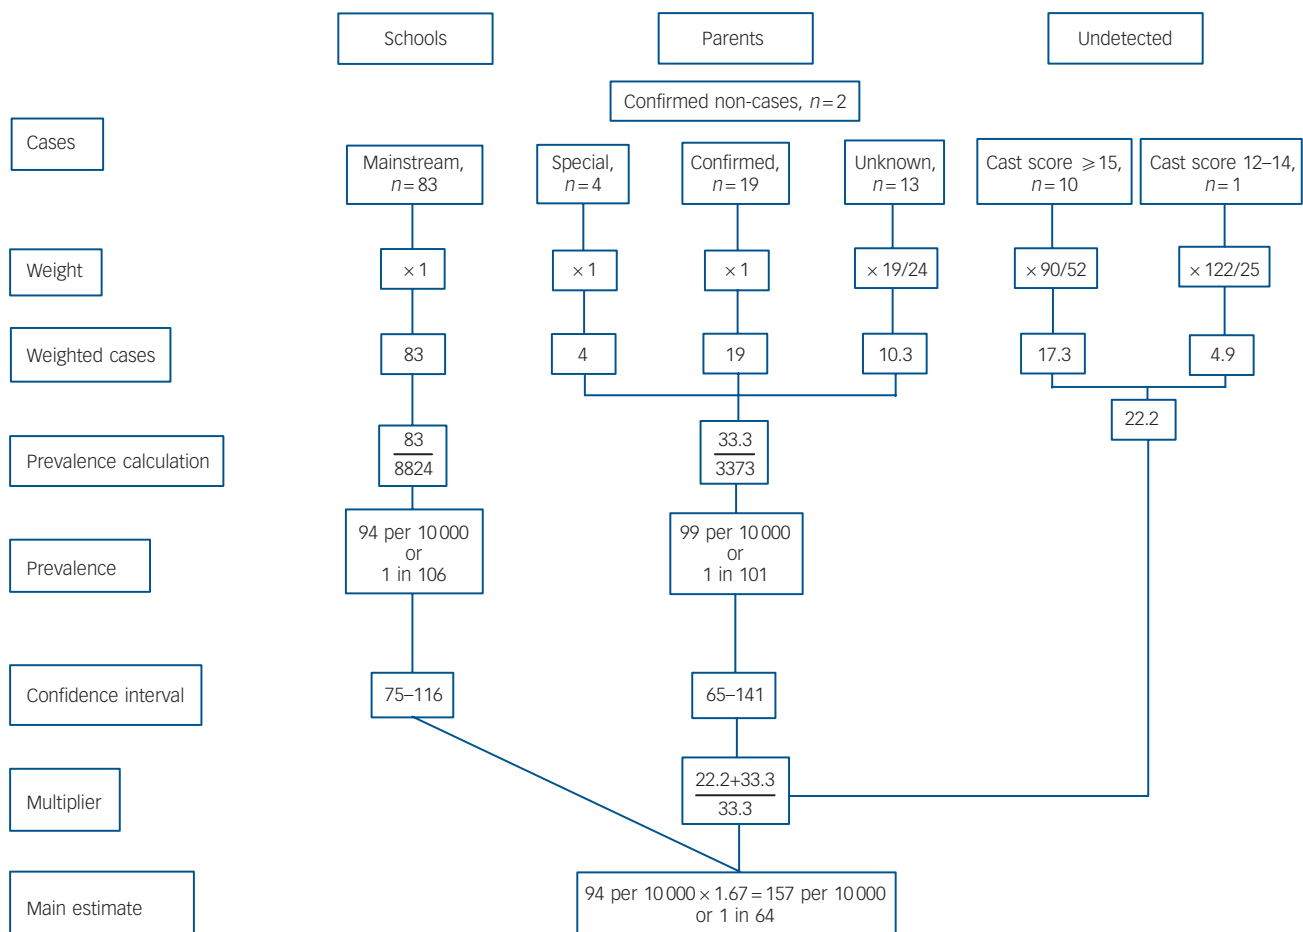 Schools
Parents
Undetected
Confirmed non-cases, n=2
Cases
Mainstream,
n=83
Special,
n=4
Confirmed,
n=19
Unknown,
n=13
Cast score ⩾15,
n=10
Cast score 12–14,
n=1
Weight
×1
×1
×1
×19/24
×90/52
×122/25
Weighted cases
83
4
19
10.3
17.3
4.9
22.2
Prevalence calculation
83
8824
33.3
3373
Prevalence
94 per 10 000
or
1 in 106
99 per 10 000
or
1 in 101
Confidence interval
75–116
65–141
Multiplier
22.2+33.3
33.3
Main estimate
94 per 10 000 × 1.67 = 157 per 10 000
or 1 in 64